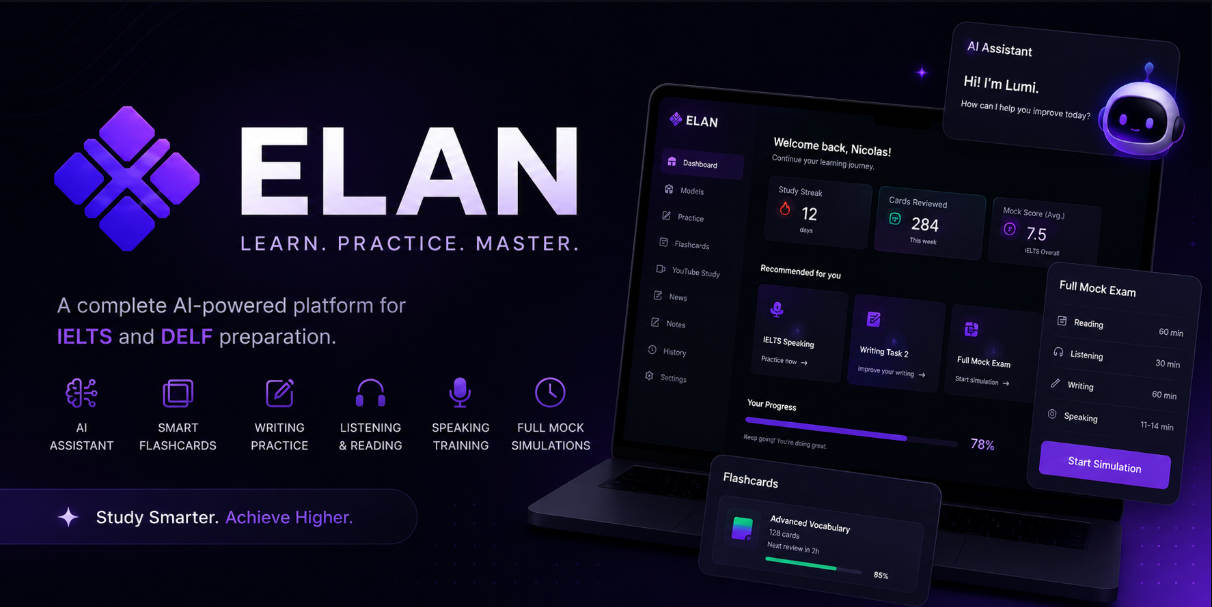 ELAN
LEARN. PRACTICE. MASTER.
A complete AI-powered platform for
IELTS and DELF preparation.
AI
ASSISTANT
SMART
FLASHCARDS
WRITING
PRACTICE
LISTENING
& READING
SPEAKING
TRAINING
FULL MOCK
SIMULATIONS
Study Smarter. Achieve Higher.
ELAN
Dashboard
Models
Practice
Flashcards
YouTube Study
News
Notes
History
Settings
Welcome back, Nicolas!
Continue your learning journey.
Study Streak
12
days
Cards Reviewed
284
This week
Mock Score (Avg.)
7.5
IELTS Overall
Recommended for you
IELTS Speaking
Practice now →
Writing Task 2
Improve your writing →
Full Mock Exam
Start simulation →
Your Progress
78%
Keep going! You're doing great.
AI Assistant
Hi! I'm Lumi.
How can I help you improve today?
Full Mock Exam
Reading 60 min
Listening 30 min
Writing 60 min
Speaking 11-14 min
Start Simulation
Flashcards
Advanced Vocabulary
128 cards
Next review in 2h
85%